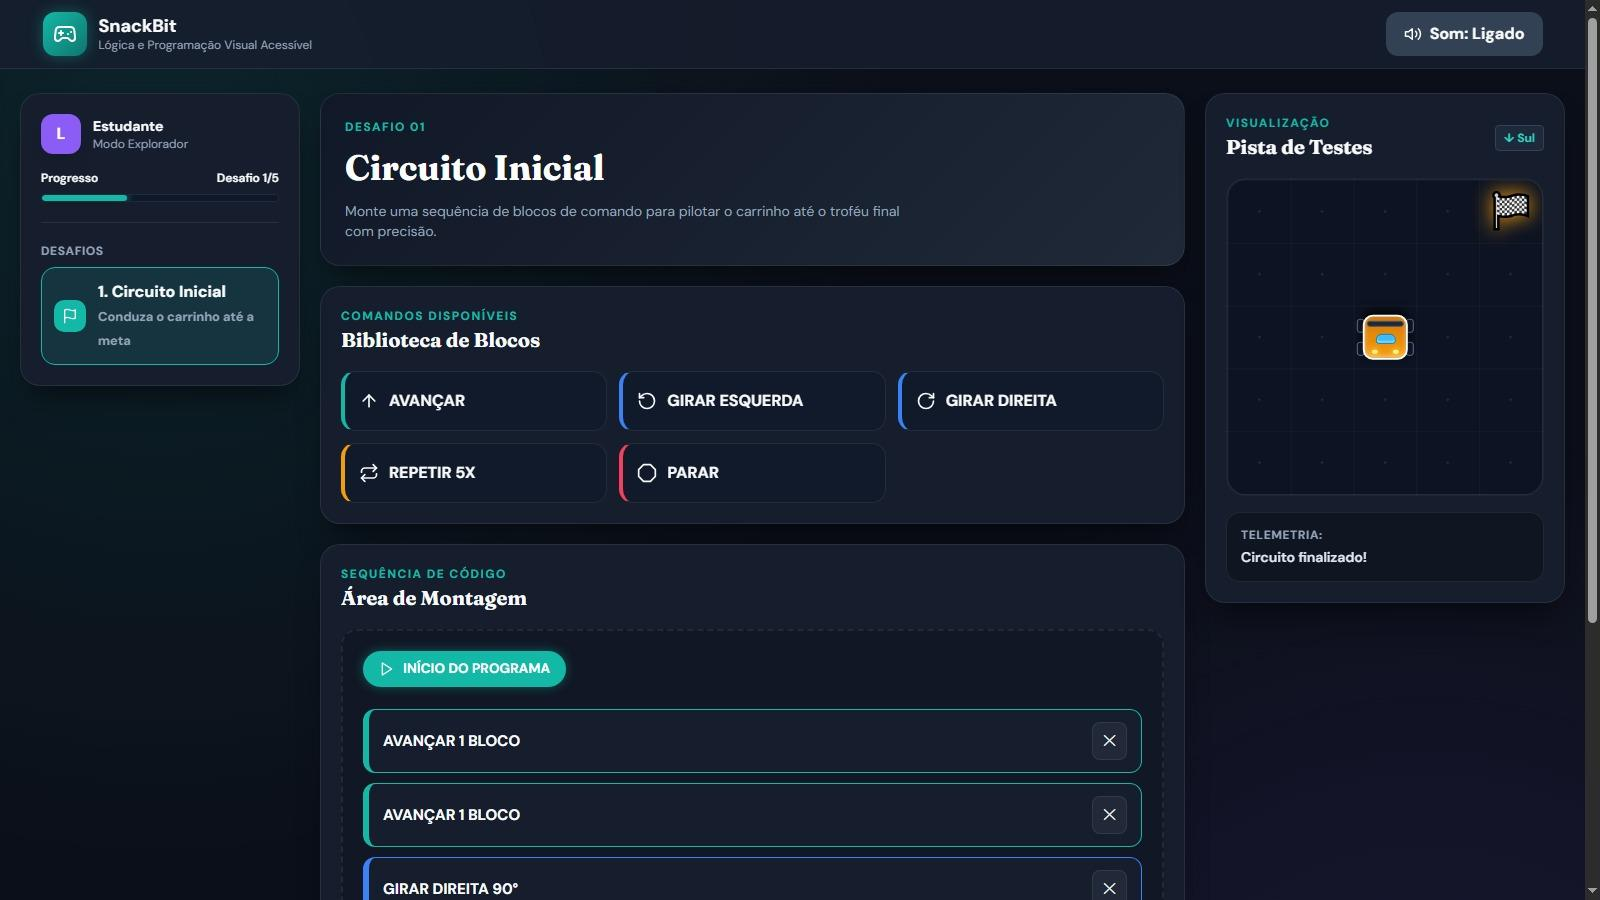 SnackBit
Lógica e Programação Visual Acessível
Som: Ligado
L
Estudante
Modo Explorador
Progresso
Desafio 1/5
DESAFIOS
1. Circuito Inicial
Conduza o carrinho até a
meta
DESAFIO 01
Circuito Inicial
Monte uma sequência de blocos de comando para pilotar o carrinho até o troféu final
com precisão.
COMANDOS DISPONÍVEIS
Biblioteca de Blocos
AVANÇAR
GIRAR ESQUERDA
GIRAR DIREITA
REPETIR 5X
PARAR
SEQUÊNCIA DE CÓDIGO
Área de Montagem
INÍCIO DO PROGRAMA
AVANÇAR 1 BLOCO
AVANÇAR 1 BLOCO
GIRAR DIREITA 90°
VISUALIZAÇÃO
Pista de Testes
Sul
TELEMETRIA:
Circuito finalizado!